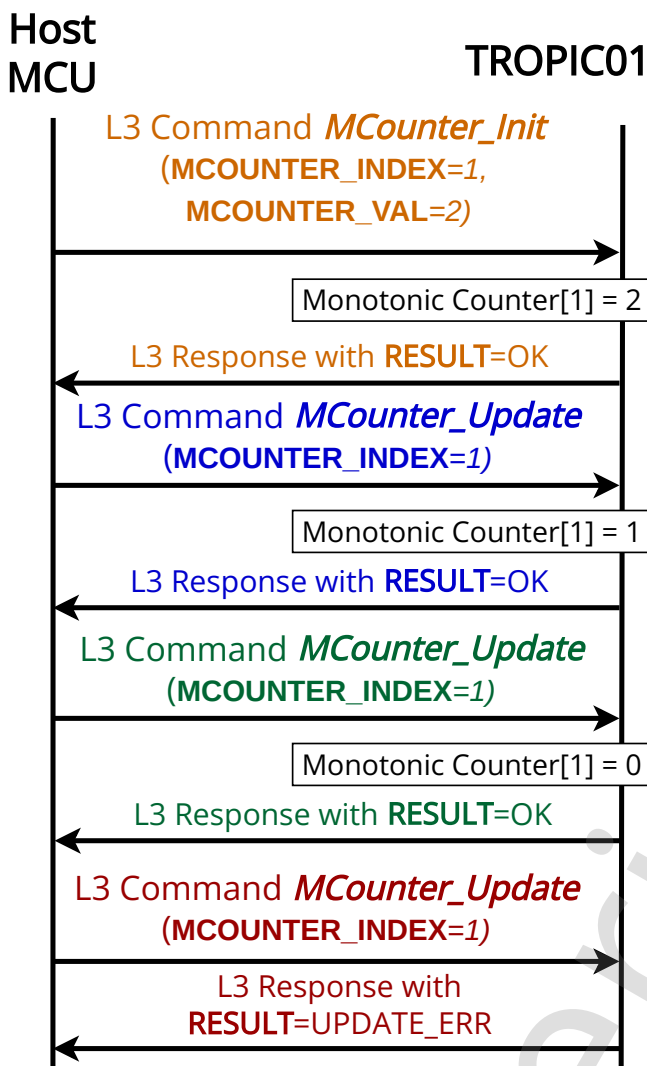 Host
MCU
TROPIC01
L3 Command MCounter_Init
(MCOUNTER_INDEX=1,
MCOUNTER_VAL=2)
Monotonic Counter[1] = 2
L3 Response with RESULT=OK
L3 Command MCounter_Update
(MCOUNTER_INDEX=1)
Monotonic Counter[1] = 1
L3 Response with RESULT=OK
L3 Command MCounter_Update
(MCOUNTER_INDEX=1)
Monotonic Counter[1] = 0
L3 Response with RESULT=OK
L3 Command MCounter_Update
(MCOUNTER_INDEX=1)
L3 Response with
RESULT=UPDATE_ERR